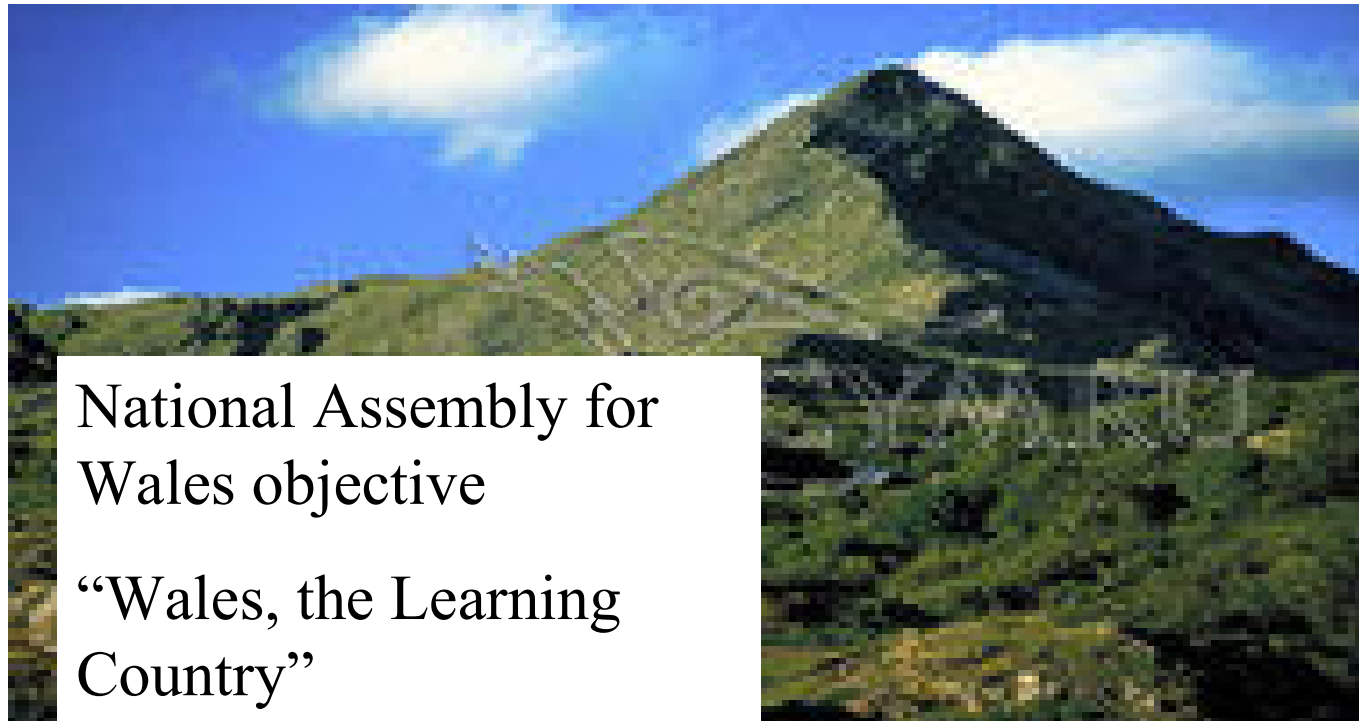 National Assembly for
Wales objective
“Wales, the Learning
Country”